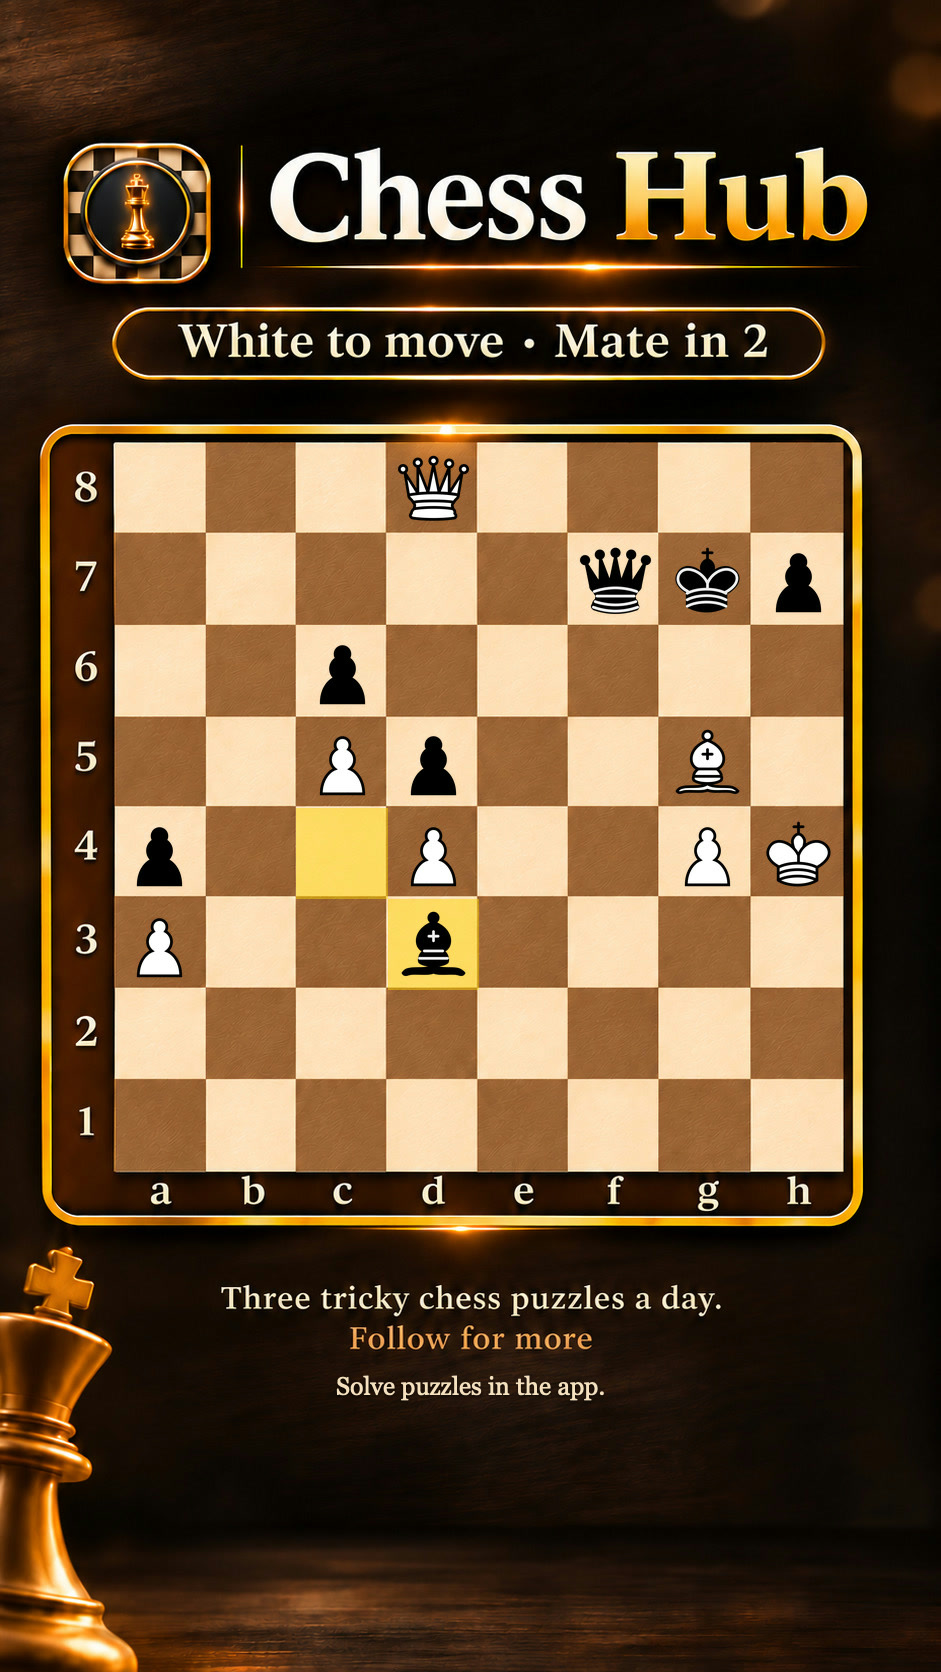 Chess Hub
White to move • Mate in 2
8
7
6
5
4
3
2
1
a b c d e f g h
Three tricky chess puzzles a day.
Follow for more
Solve puzzles in the app.